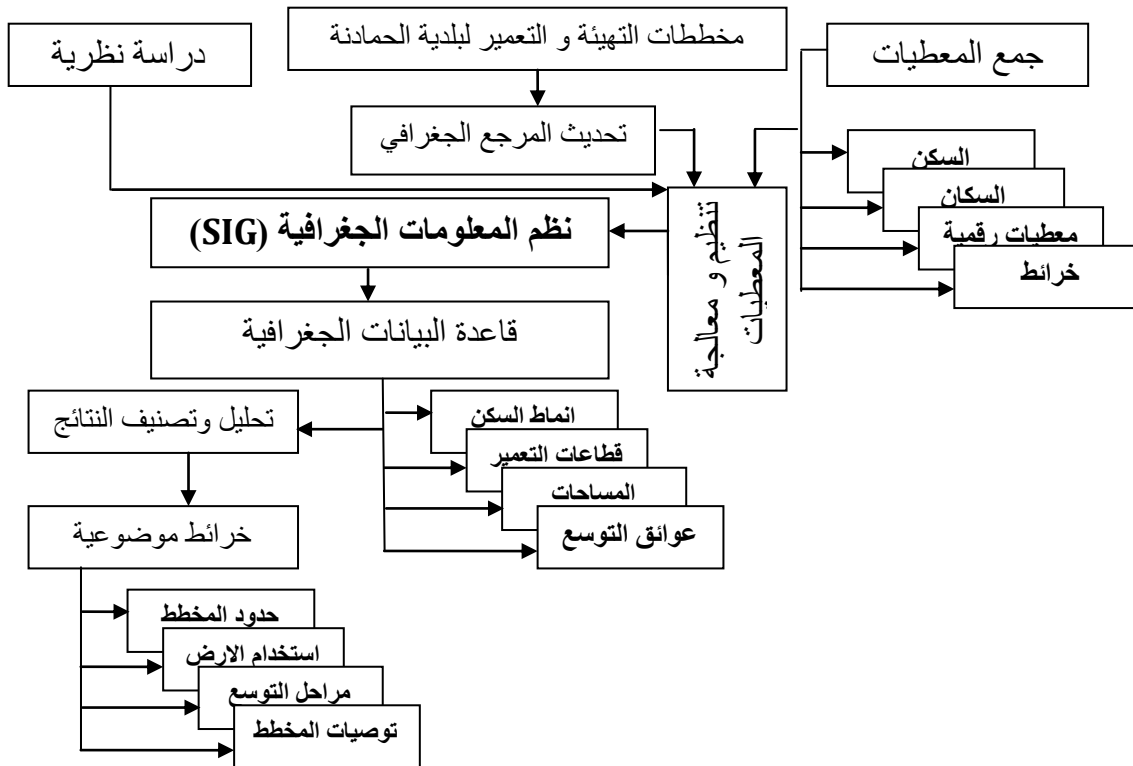 جمع المعطيات
مخططات التهيئة و التعمير لبلدية الحمادنة
دراسة نظرية
تحديث المرجع الجغرافي
السكن
السكان
معطيات رقمية
خرائط
تنظيم و معالجة
المعطيات
نظم المعلومات الجغرافية (SIG)
قاعدة البيانات الجغرافية
انماط السكن
قطاعات التعمير
المساحات
عوائق التوسع
تحليل وتصنيف النتائج
خرائط موضوعية
حدود المخطط
استخدام الارض
مراحل التوسع
توصيات المخطط